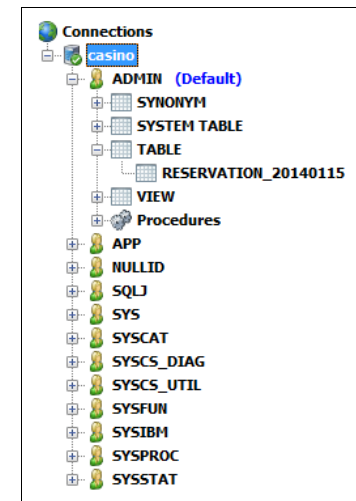 Connections
casino
ADMIN (Default)
SYNONYM
SYSTEM TABLE
TABLE
RESERVATION_20140115
VIEW
Procedures
APP
NULLID
SQLJ
SYS
SYSCAT
SYSCS_DIAG
SYSCS_UTIL
SYSFUN
SYSIBM
SYSPROC
SYSSTAT